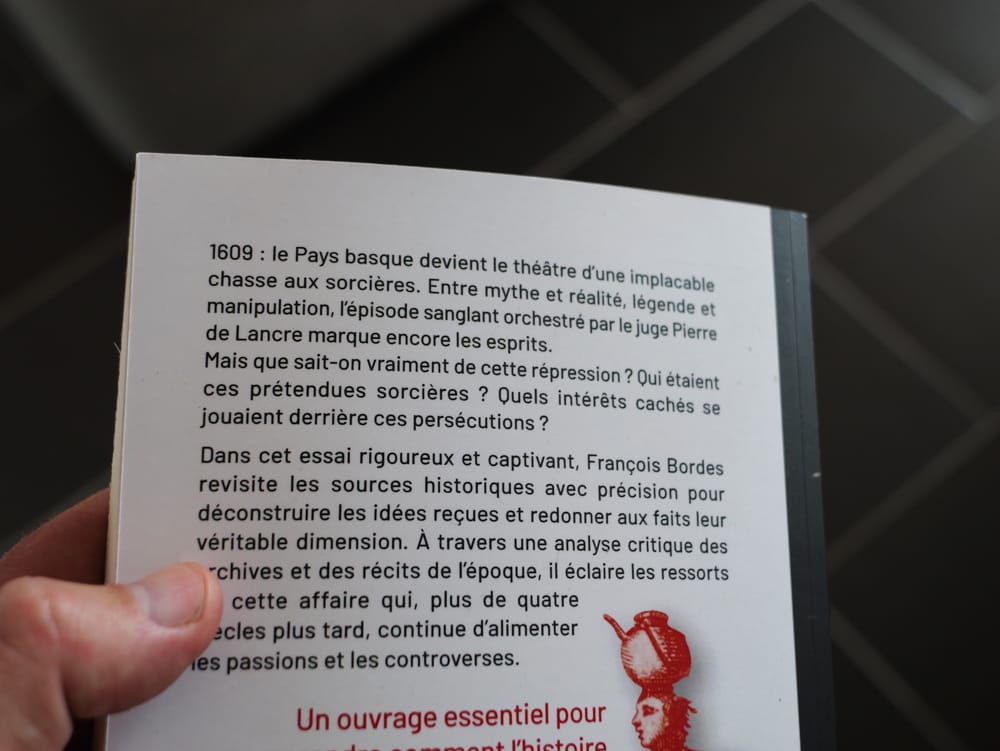 1609 : le Pays basque devient le théâtre d'une implacable
chasse aux sorcières. Entre mythe et réalité, légende et
manipulation, l'épisode sanglant orchestré par le juge Pierre
de Lancre marque encore les esprits.
Mais que sait-on vraiment de cette répression ? Qui étaient
ces prétendues sorcières ? Quels intérêts cachés se
jouaient derrière ces persécutions ?
Dans cet essai rigoureux et captivant, François Bordes
revisite les sources historiques avec précision pour
déconstruire les idées reçues et redonner aux faits leur
véritable dimension. À travers une analyse critique des
rchives et des récits de l'époque, il éclaire les ressorts
cette affaire qui, plus de quatre
ècles plus tard, continue d'alimenter
les passions et les controverses.
Un ouvrage essentiel pour
comment l'histoire